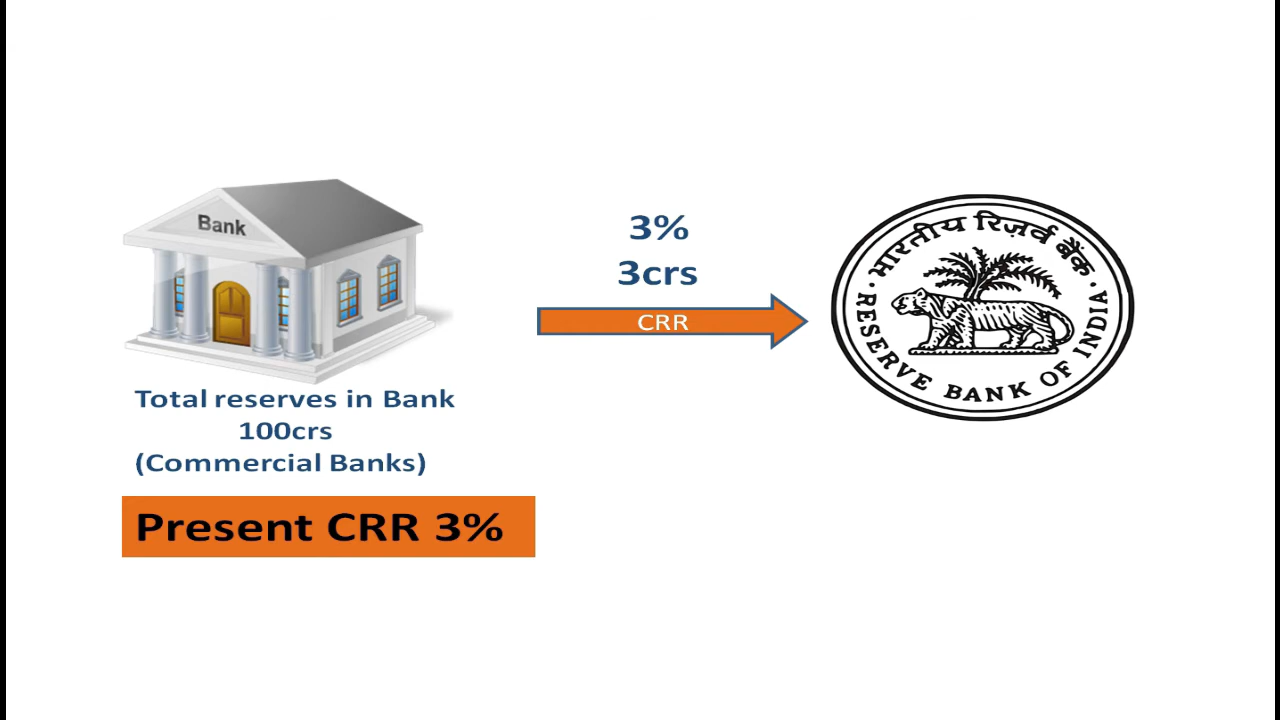 Bank
Total reserves in Bank
100crs
(Commercial Banks)
Present CRR 3%
3%
3crs
CRR
भारतीय रिज़र्व बैंक
RESERVE BANK OF INDIA